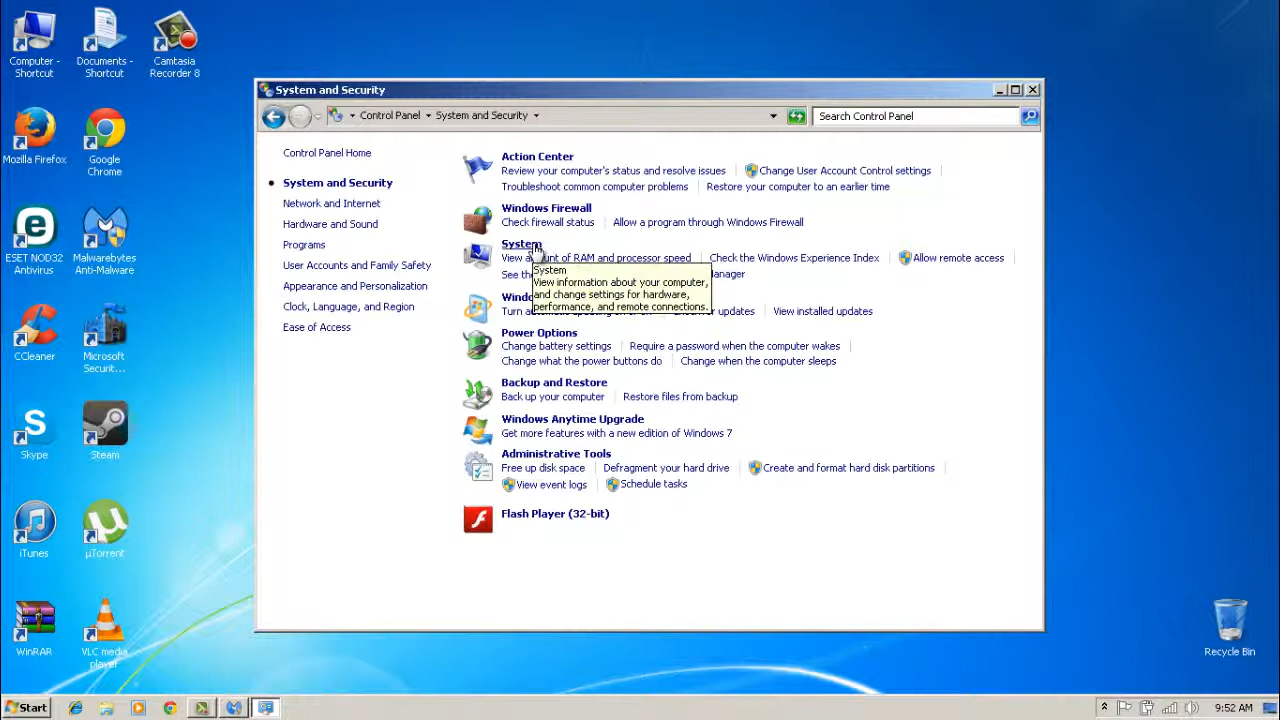 Computer -
Shortcut
Documents -
Shortcut
Camtasia
Recorder 8
Mozilla Firefox
Google
Chrome
ESET NOD32
Antivirus
Malwarebytes
Anti-Malware
CCleaner
Microsoft
Securit...
Skype
Steam
iTunes
µTorrent
WinRAR
VLC media
player
System and Security
Control Panel System and Security
Search Control Panel
Control Panel Home
System and Security
Network and Internet
Hardware and Sound
Programs
User Accounts and Family Safety
Appearance and Personalization
Clock, Language, and Region
Ease of Access
Action Center
Review your computer's status and resolve issues Change User Account Control settings
Troubleshoot common computer problems Restore your computer to an earlier time
Windows Firewall
Check firewall status Allow a program through Windows Firewall
System
View of RAM and processor speed Check the Windows Experience Index Allow remote access
See
System
View information about your computer,
and change settings for hardware,
performance, and remote connections.
Turn updates View installed updates
Power Options
Change battery settings Require a password when the computer wakes
Change what the power buttons do Change when the computer sleeps
Backup and Restore
Back up your computer Restore files from backup
Windows Anytime Upgrade
Get more features with a new edition of Windows 7
Administrative Tools
Free up disk space Defragment your hard drive Create and format hard disk partitions
View event logs Schedule tasks
Flash Player (32-bit)
Recycle Bin
Start
9:52 AM